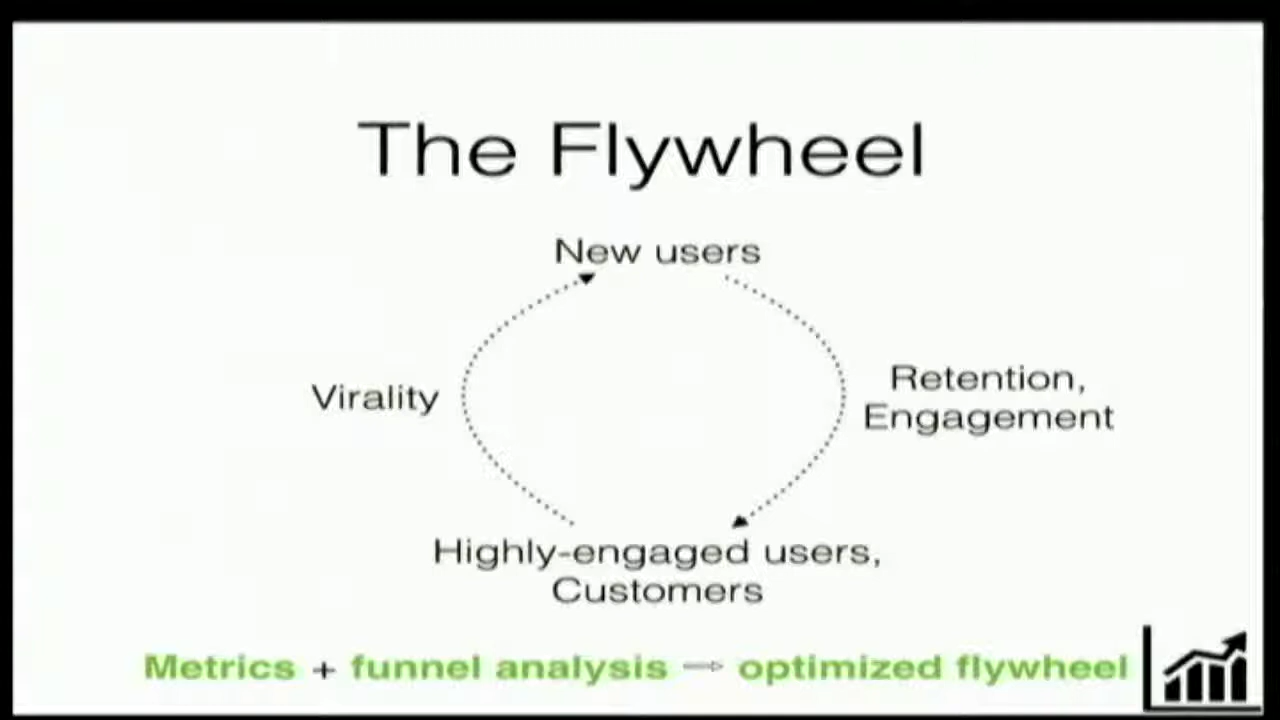 The Flywheel
New users
Virality
Retention,
Engagement
Highly-engaged users,
Customers
Metrics + funnel analysis → optimized flywheel